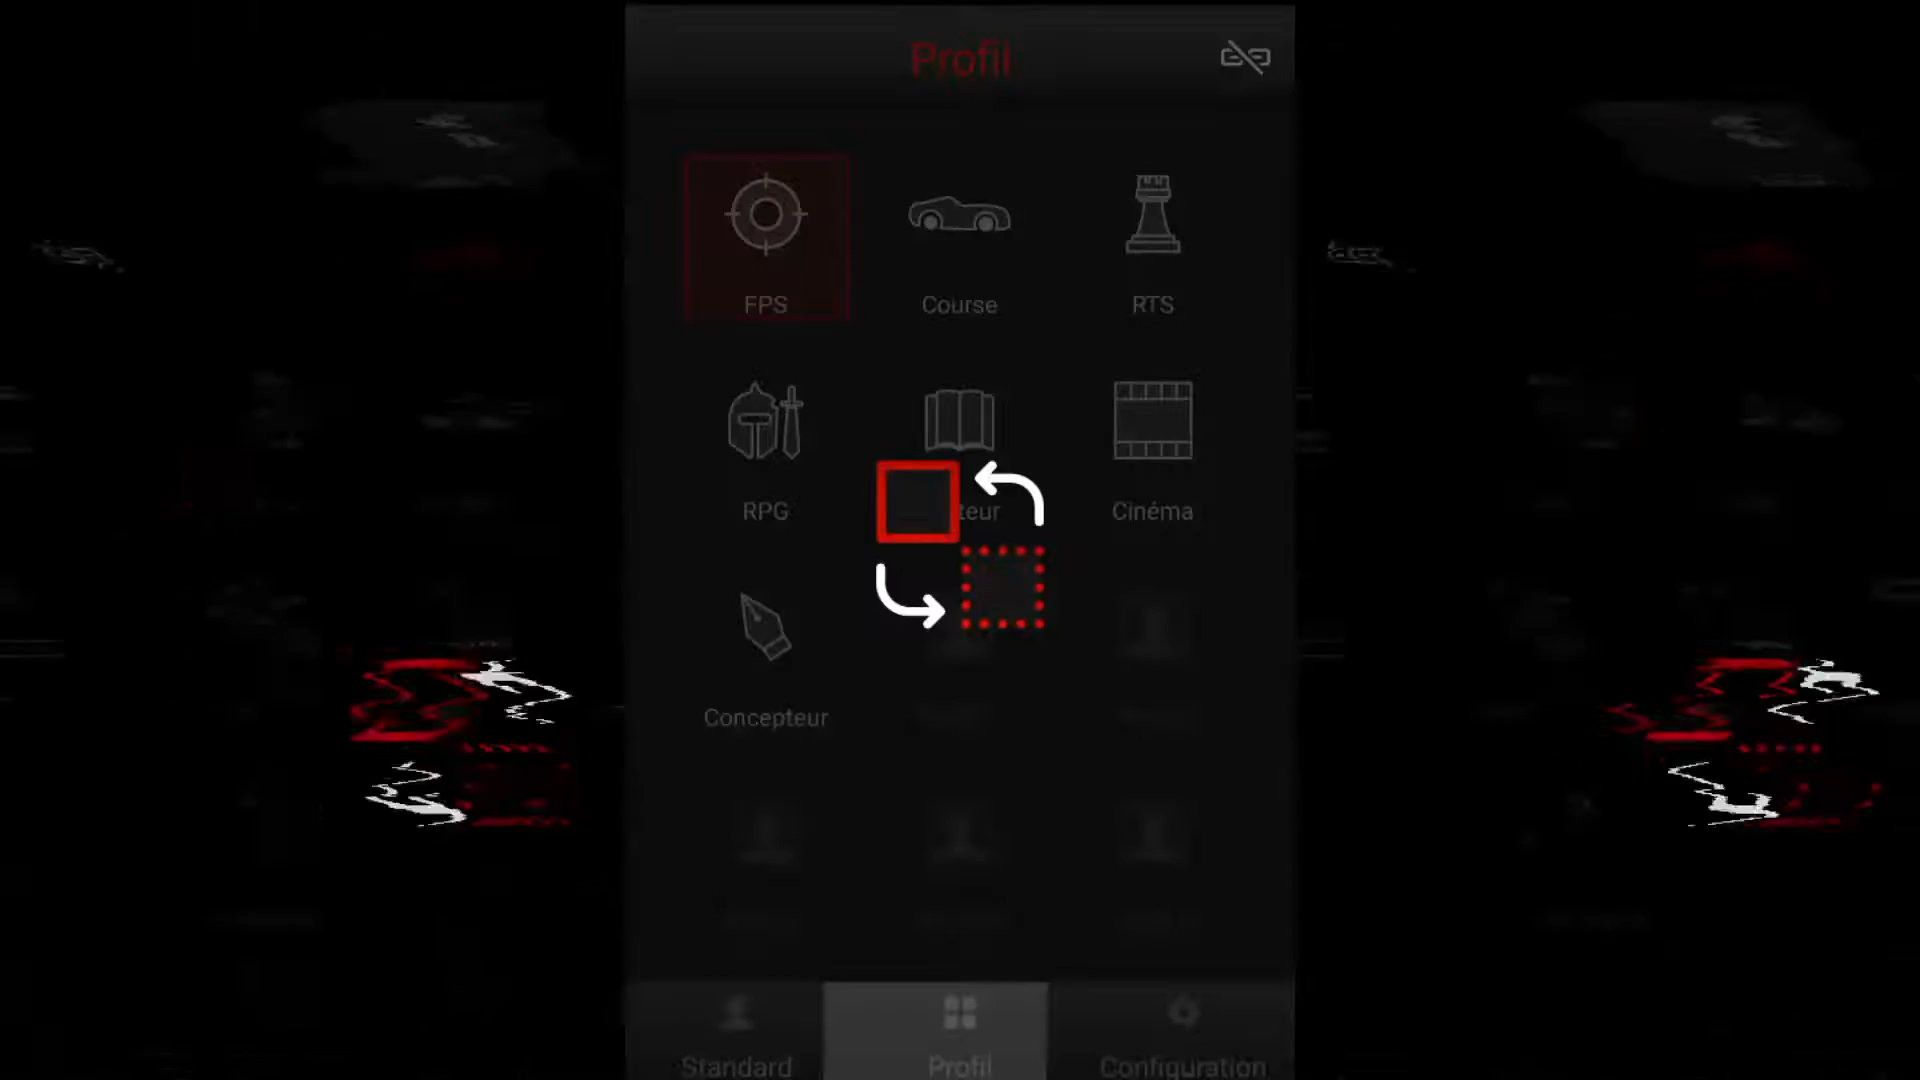 Profil
FPS
Course
RTS
RPG
teur
Cinéma
Concepteur
Standard
Profil
Configuration